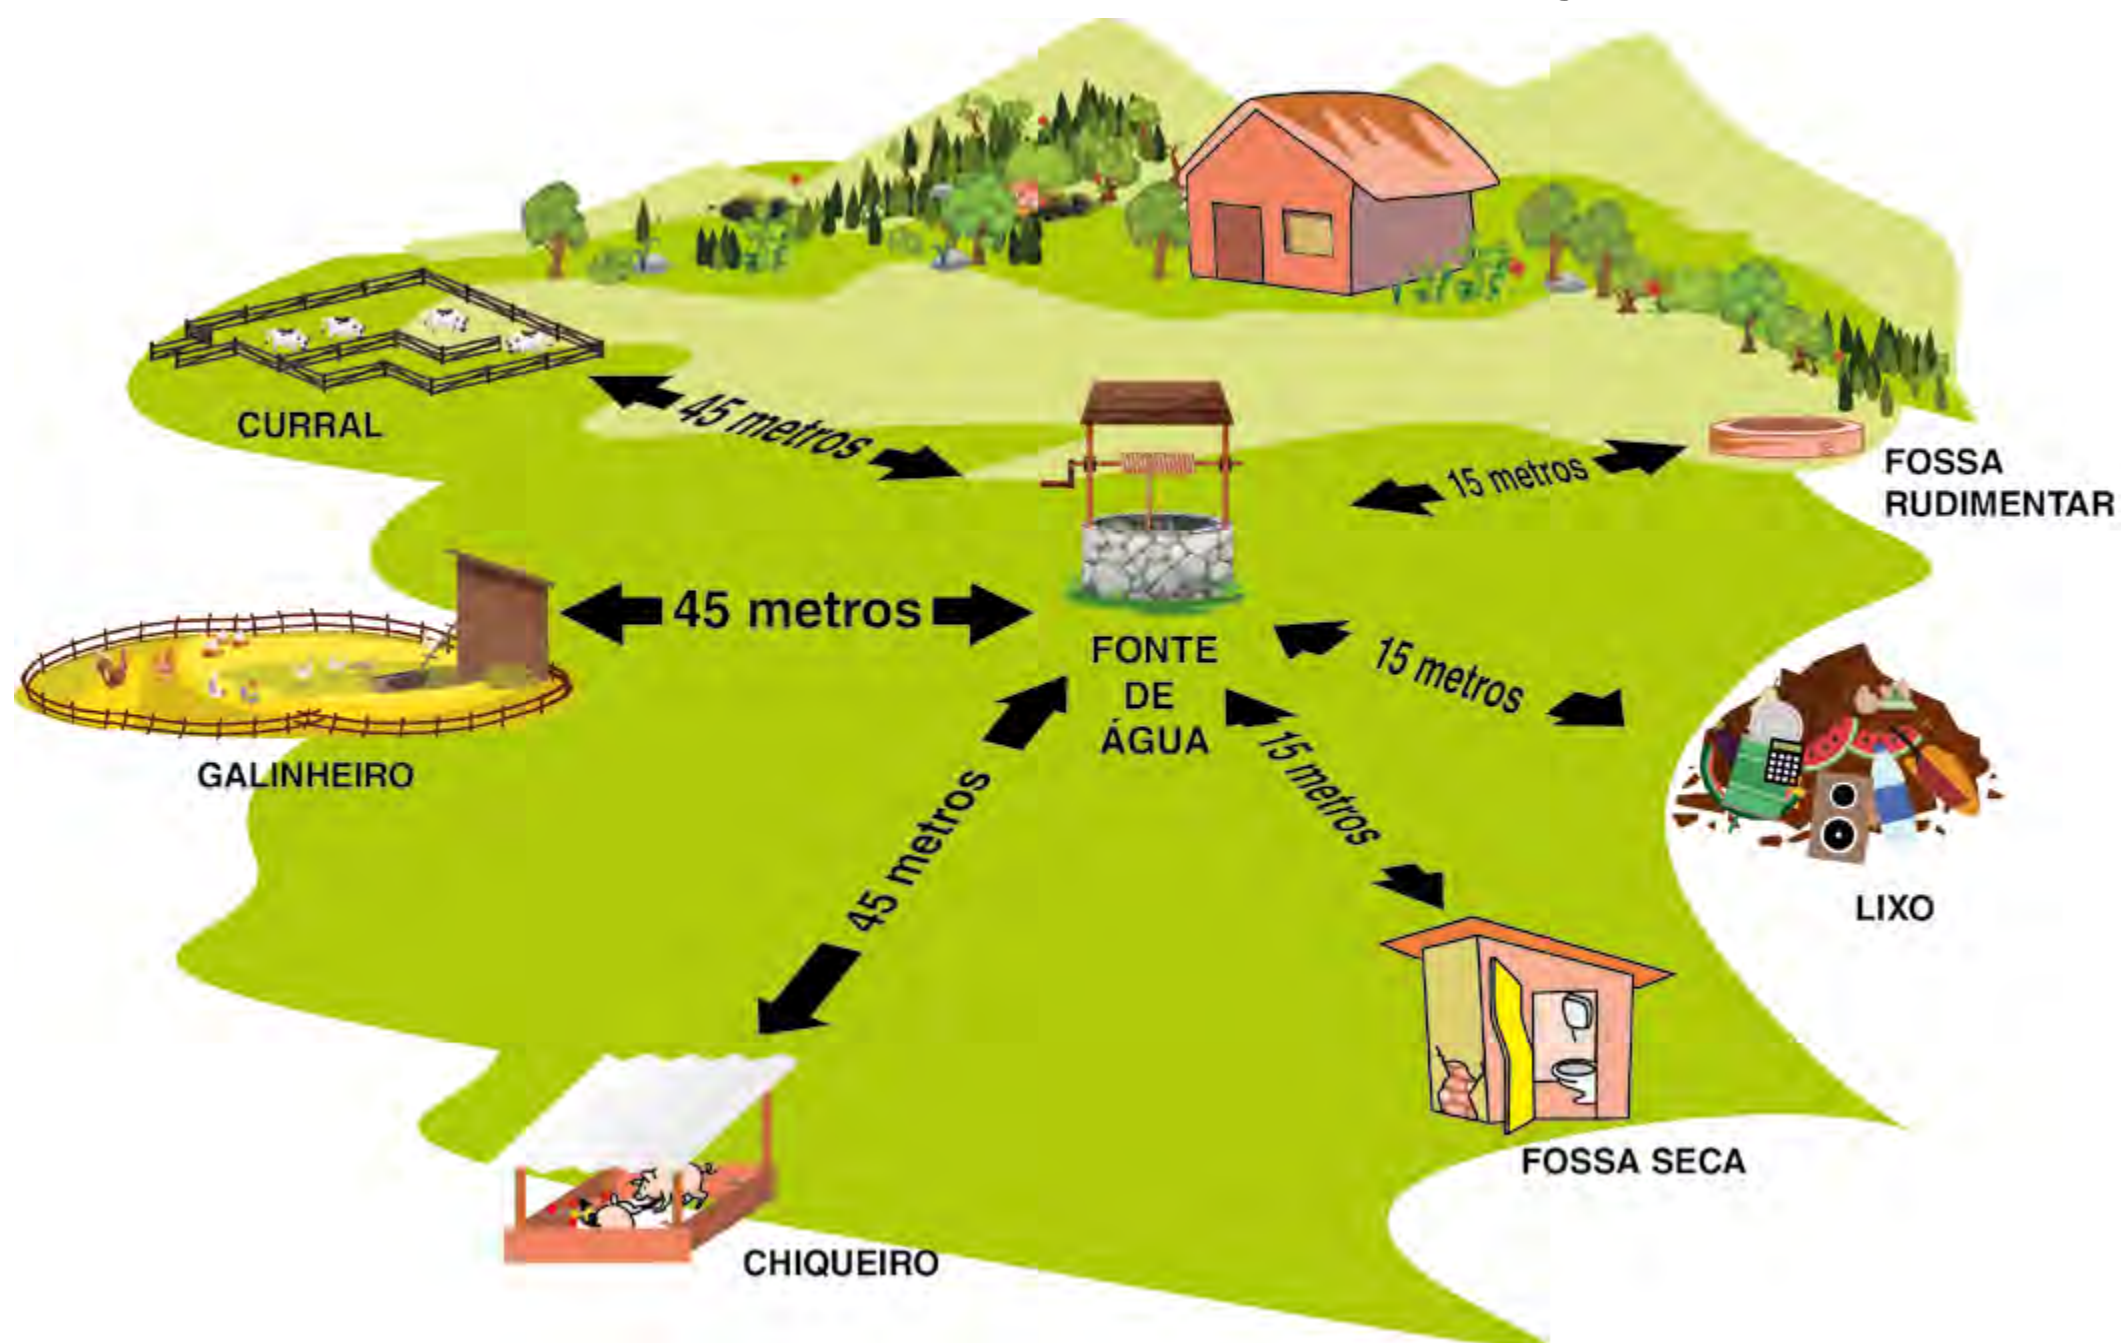 CURRAL
45 metros
15 metros
FOSSA
RUDIMENTAR
45 metros
FONTE
DE
ÁGUA
15 metros
GALINHEIRO
15 metros
45 metros
LIXO
FOSSA SECA
CHIQUEIRO